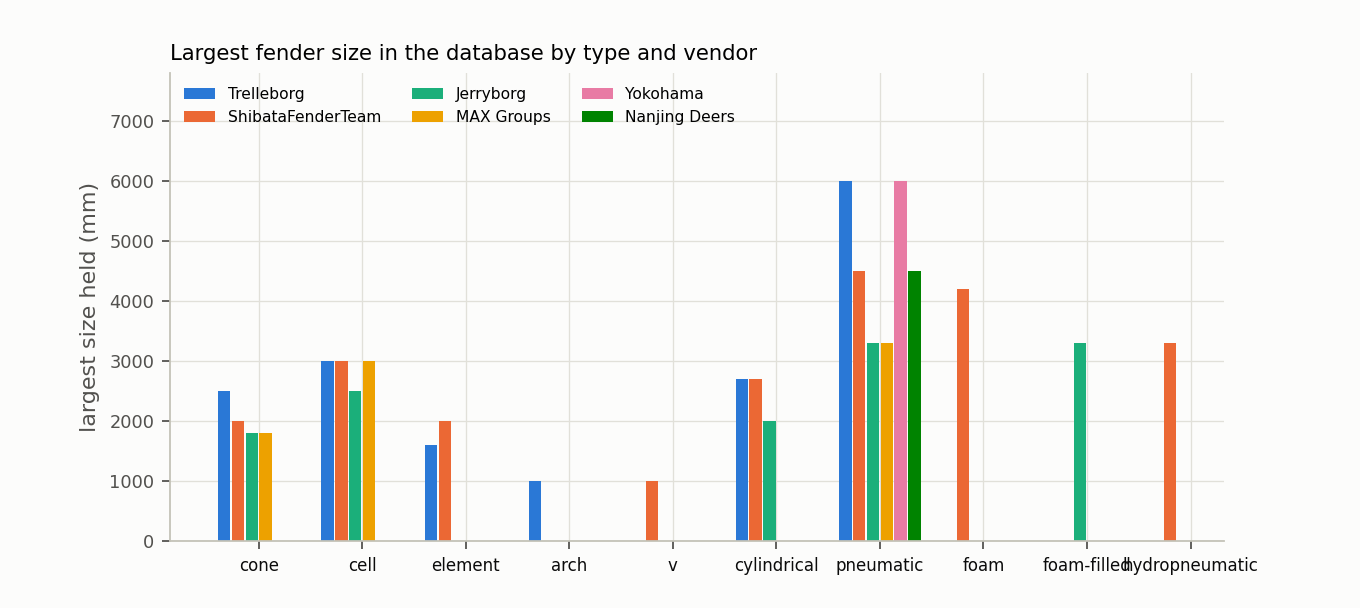 Largest fender size in the database by type and vendor
Trelleborg
ShibataFenderTeam
Jerryborg
MAX Groups
Yokohama
Nanjing Deers
largest size held (mm)
7000
6000
5000
4000
3000
2000
1000
0
cone cell element arch v cylindrical pneumatic foam foam-filled hydropneumatic